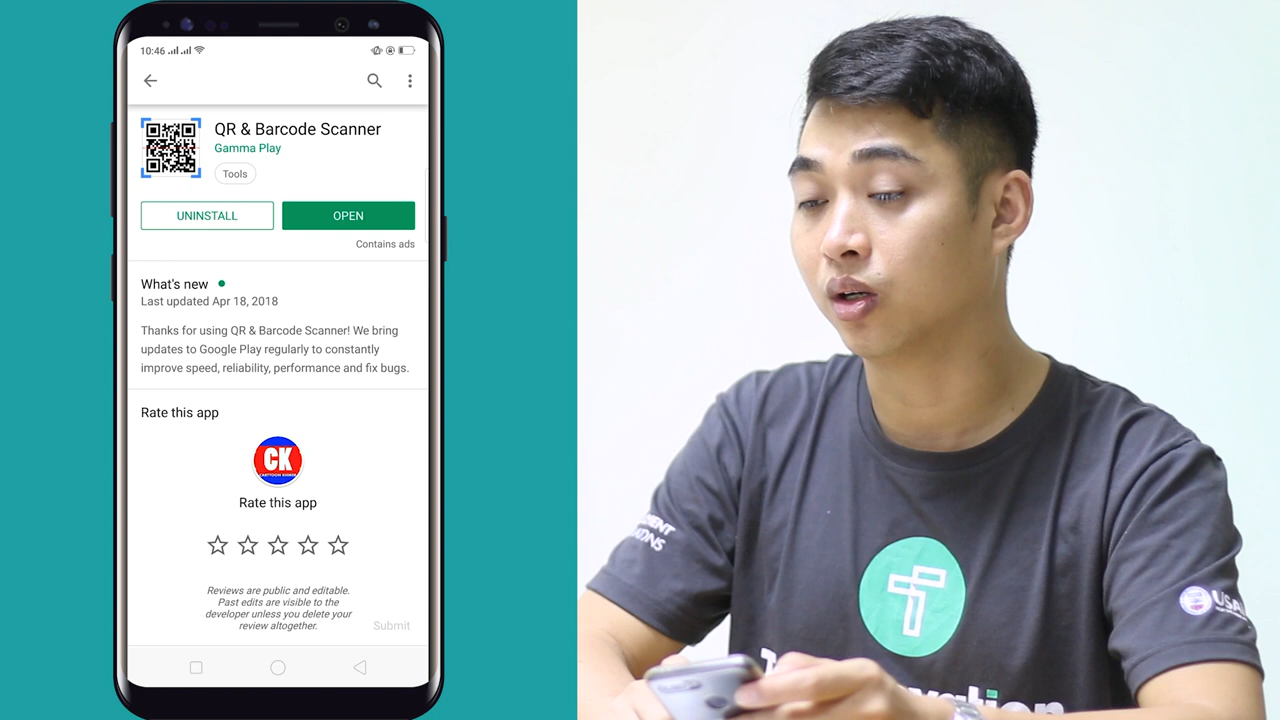 10:46
QR & Barcode Scanner
Gamma Play
Tools
UNINSTALL
OPEN
Contains ads
What's new
Last updated Apr 18, 2018
Thanks for using QR & Barcode Scanner! We bring
updates to Google Play regularly to constantly
improve speed, reliability, performance and fix bugs.
Rate this app
CK
Rate this app
Reviews are public and editable.
Past edits are visible to the
developer unless you delete your
review altogether.
Submit